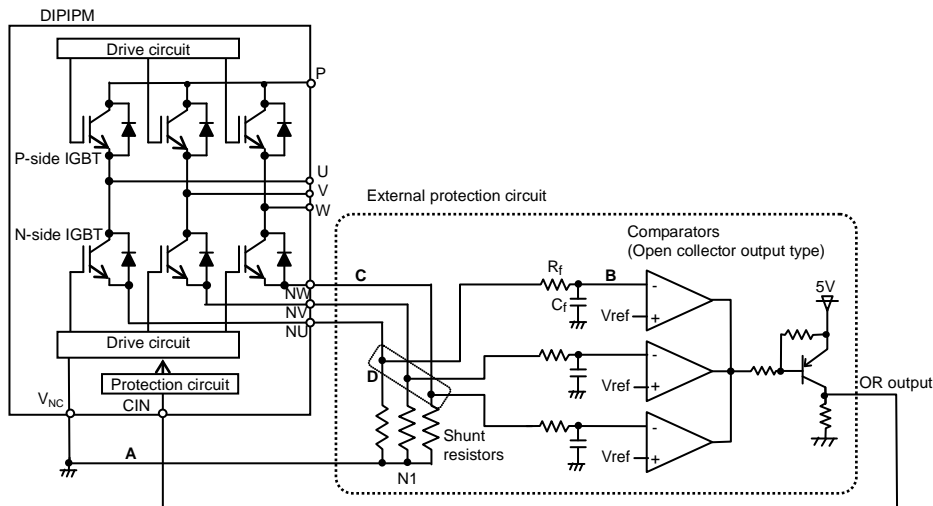 DIPIPM
Drive circuit
P
P-side IGBT
U
V
W
N-side IGBT
NW
NV
NU
Drive circuit
Protection circuit
VNC
CIN
A
External protection circuit
Comparators
(Open collector output type)
C
Rf
B
Cf
-
Vref
+
5V
-
Vref
+
D
OR output
-
Vref
+
Shunt
resistors
N1